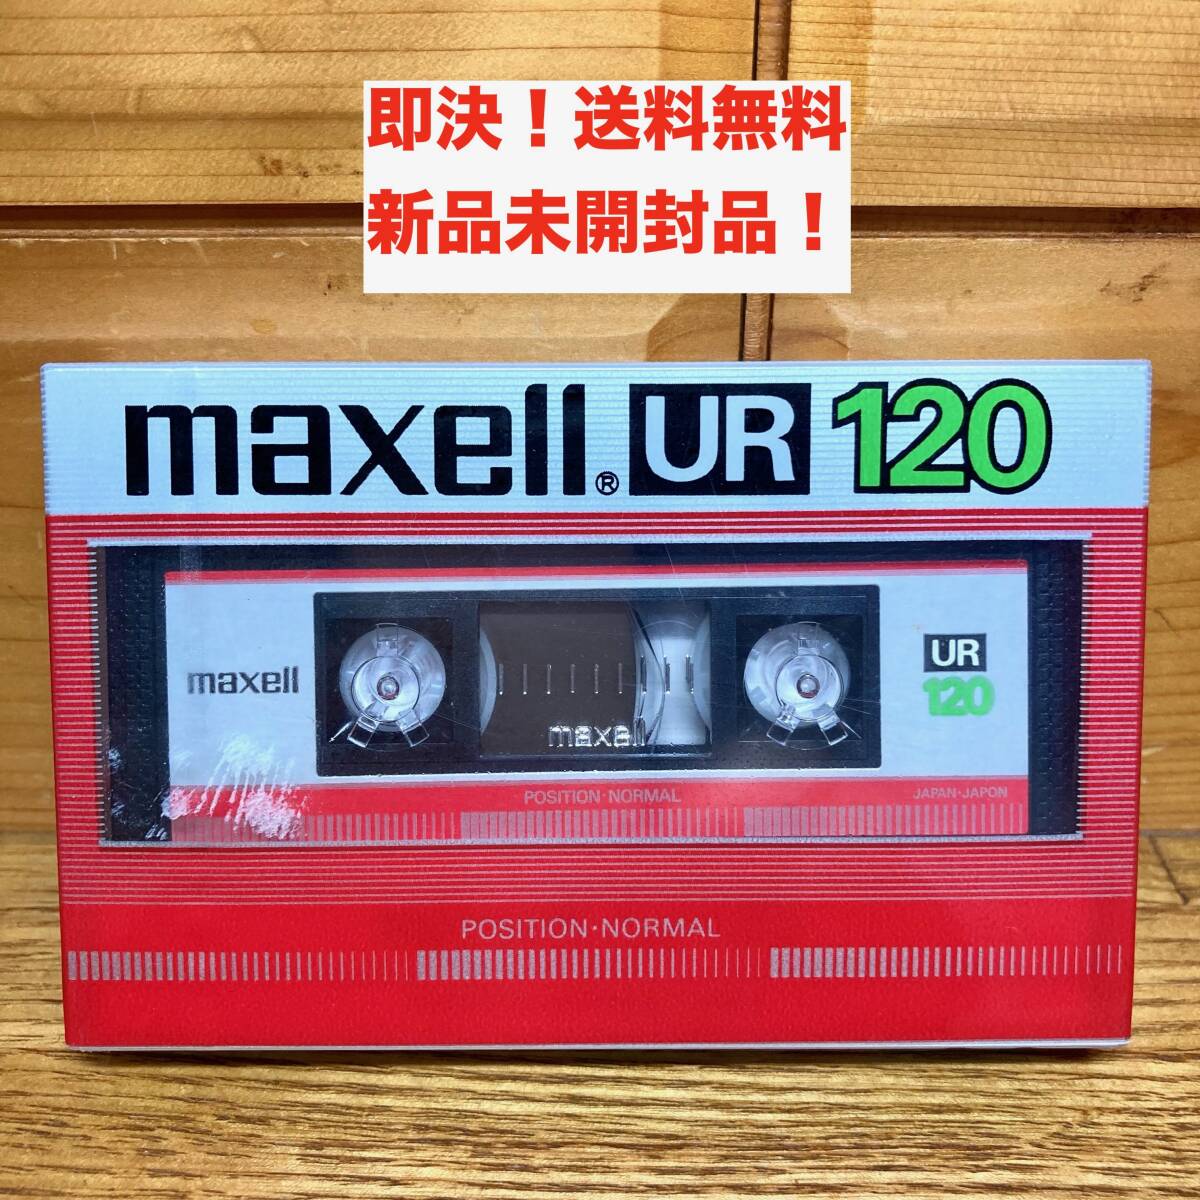 即決！送料無料
新品未開封品！
maxell® UR 120
maxell
UR
120
maxell
POSITION·NORMAL
JAPAN·JAPON
POSITION·NORMAL